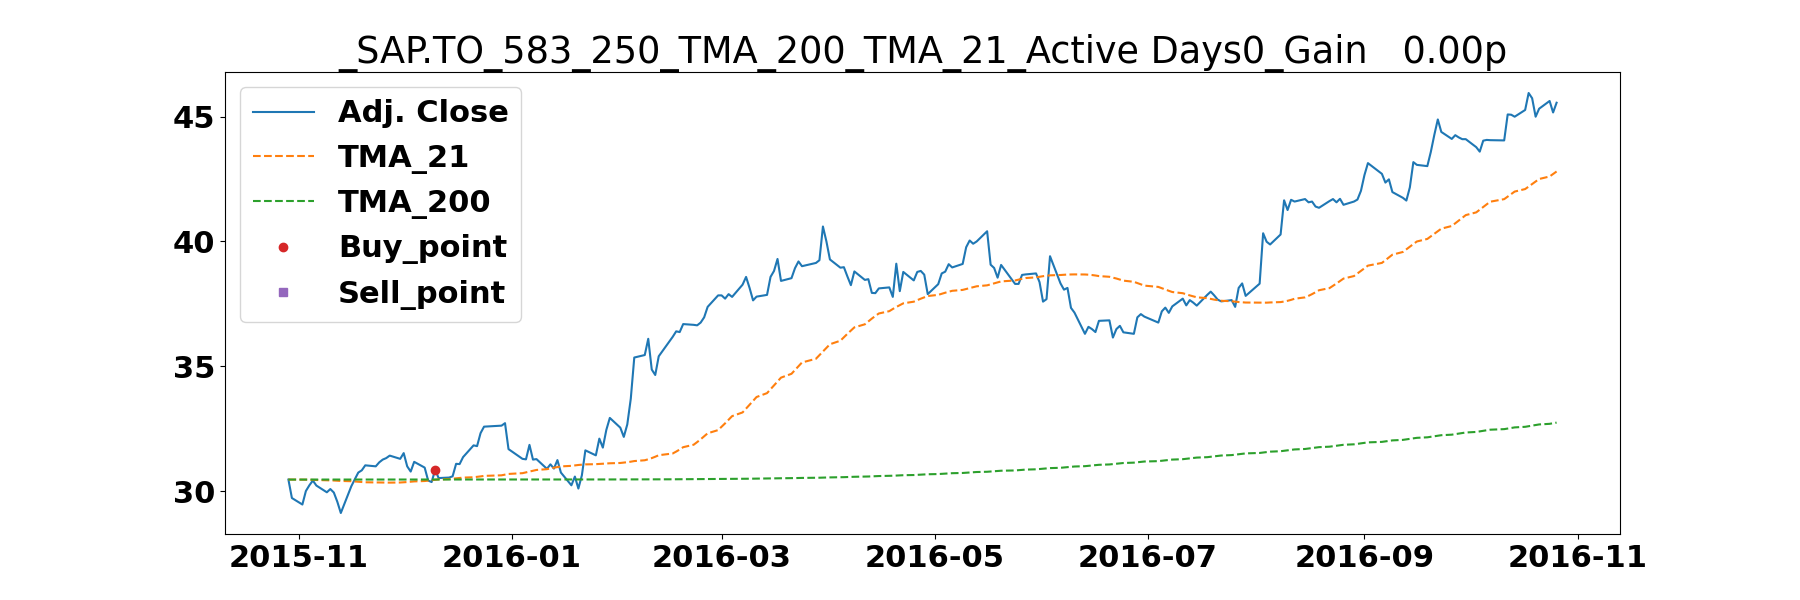 _SAP.TO_583_250_TMA_200_TMA_21_Active Days0_Gain   0.00p
Adj. Close
TMA_21
TMA_200
Buy_point
Sell_point
45
40
35
30
2015-11 2016-01 2016-03 2016-05 2016-07 2016-09 2016-11